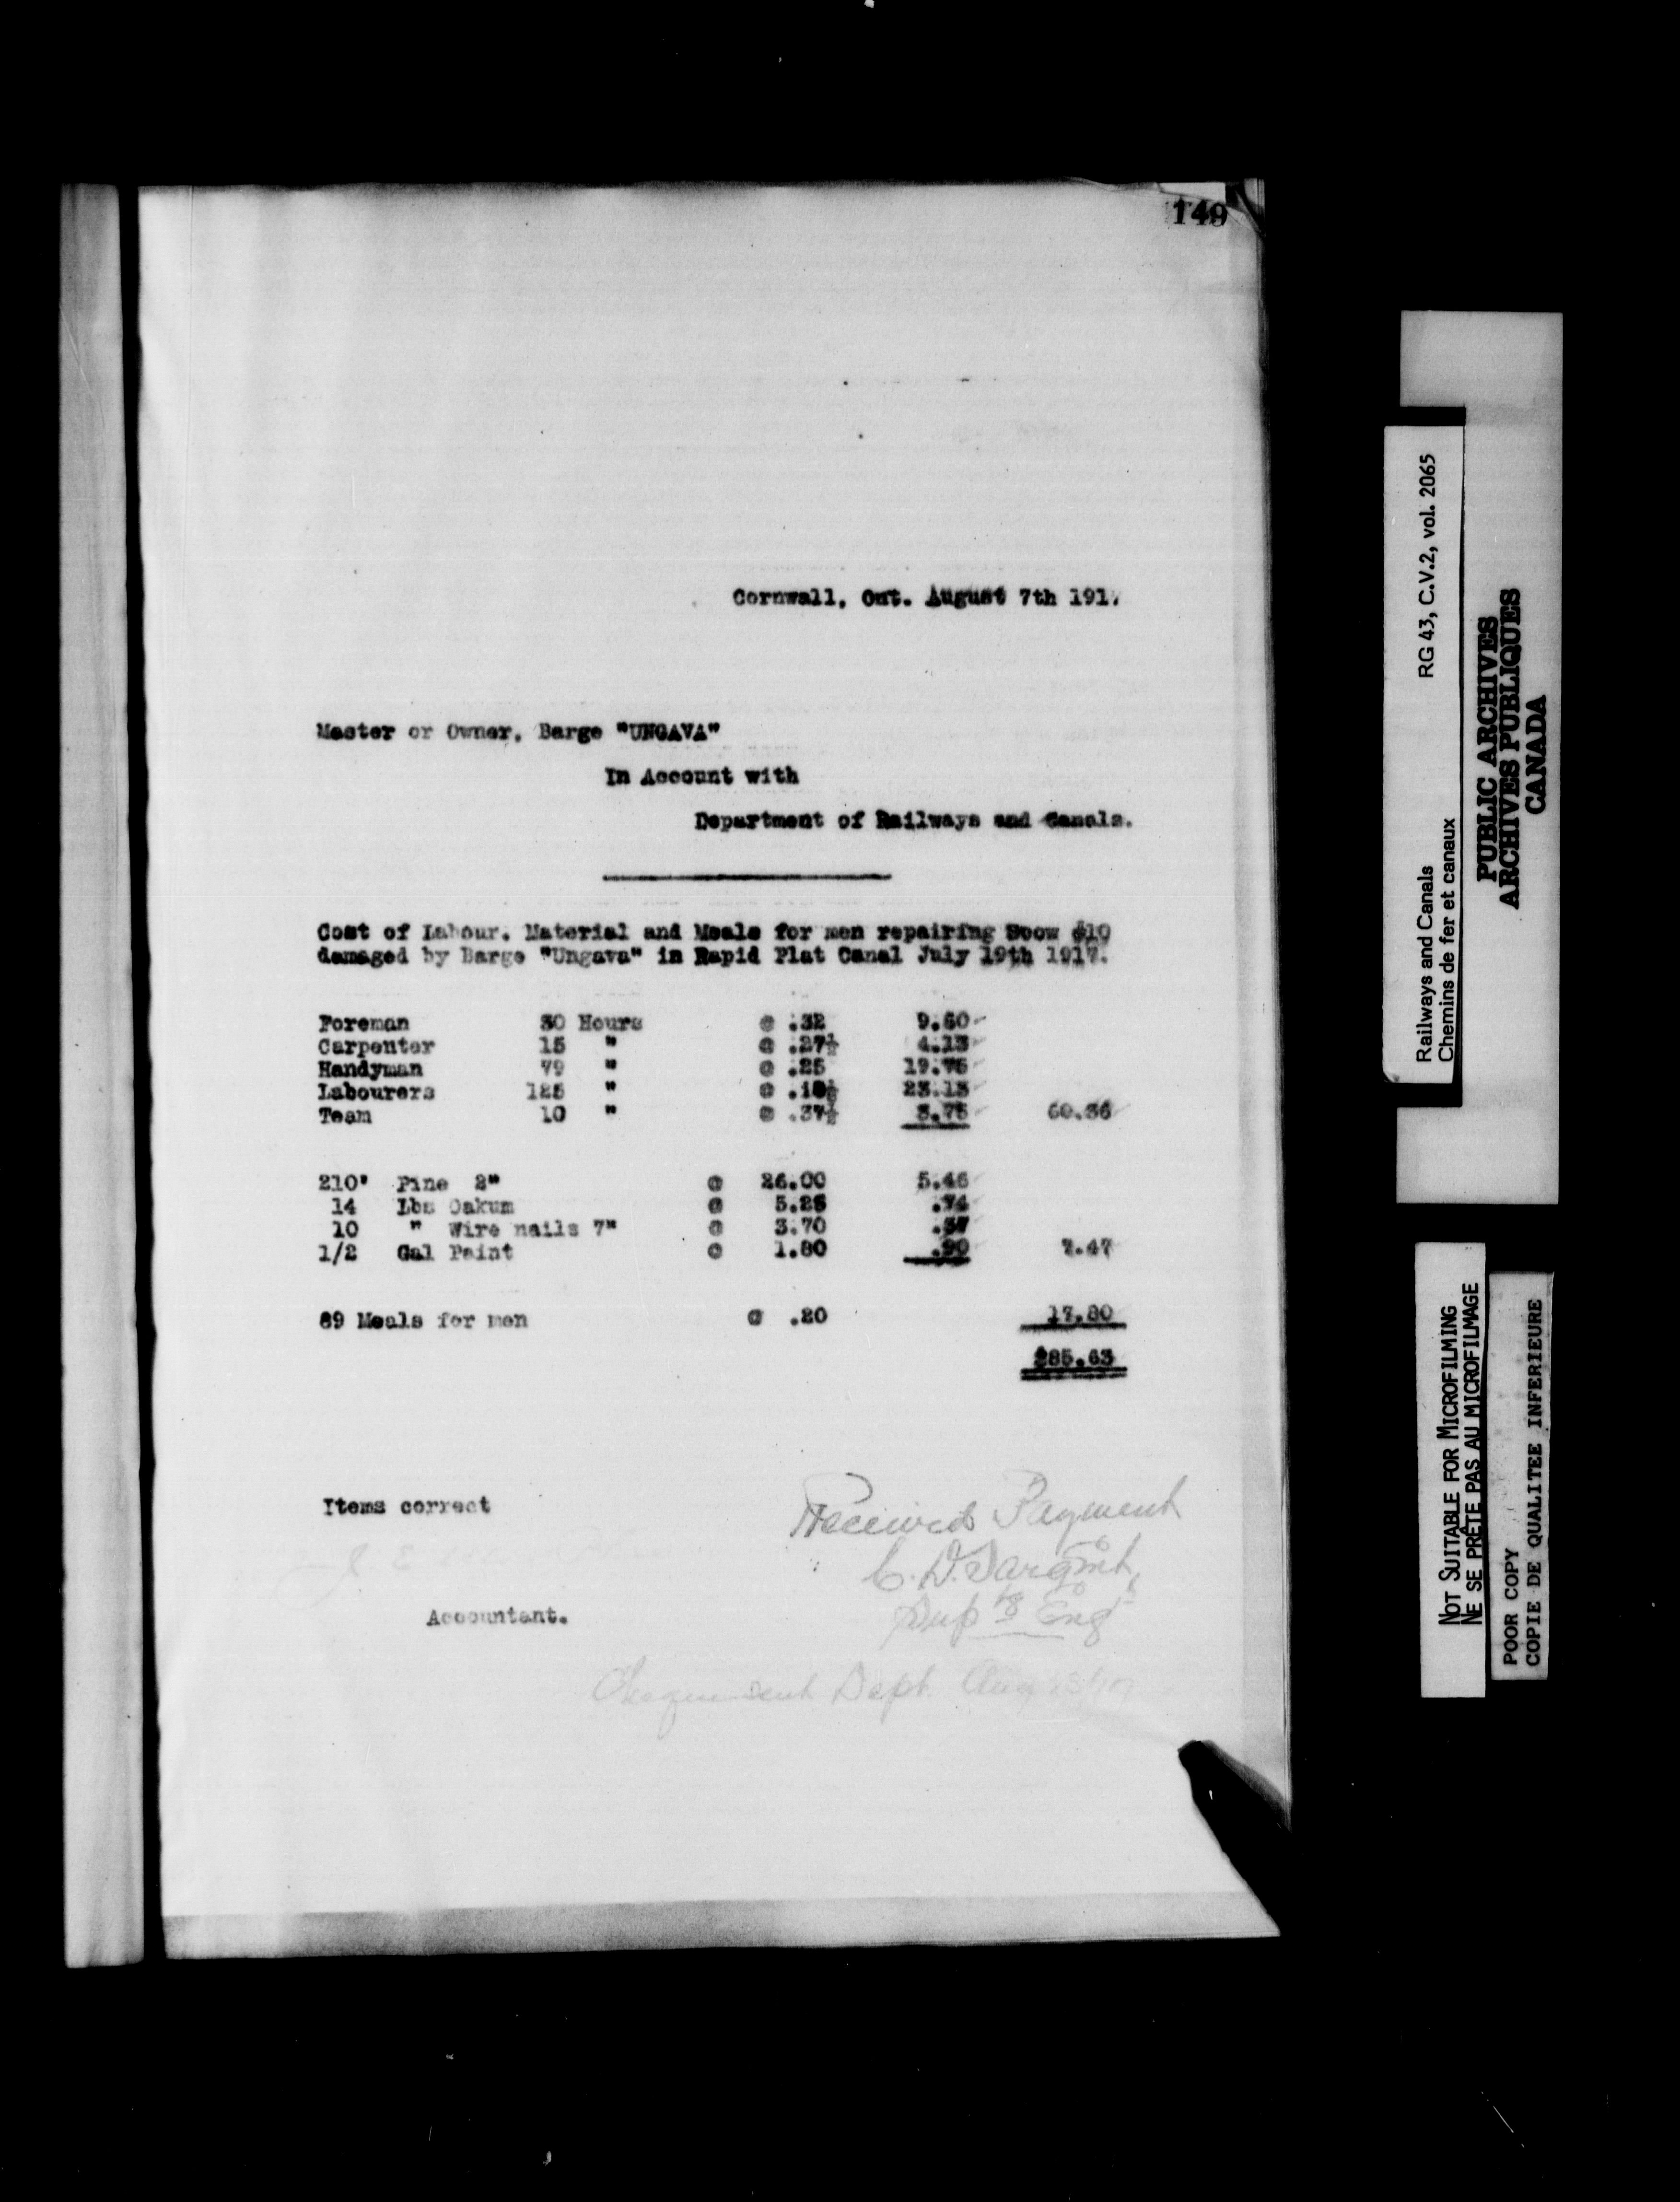 149
Cornwall, Ont. August 7th 191
Master or Owner, Barge "UNGAVA"
In Account with
Department of Railways and Canals.
Cost of Labour, Material and Meals for men repairing Scow #10
damaged by Barge "Ungava" in Rapid Plat Canal July 19th 1917.
Foreman 30 Hours @ .32 9.60
Carpenter 15 " @ .27½ 4.13
Handyman 79 " @ .25 19.75
Labourers 125 " @ .18½ 23.13
Team 10 " @ .37½ 3.75 60.36
210' Pine 2" @ 26.00 5.46
14 Lbs Oakum @ 5.25 .74
10 " Wire nails 7" @ 3.70 .37
1/2 Gal Paint @ 1.80 .90 7.47
89 Meals for men @ .20 17.80
$85.63
Items correct
Received Payment
C. D. Sargent
Sup t'g Eng r
Accountant.
Cheque sent Dept. Aug
RG 43, C.V.2, vol. 2065
Railways and Canals
Chemins de fer et canaux
PUBLIC ARCHIVES
ARCHIVES PUBLIQUES
CANADA
NOT SUITABLE FOR MICROFILMING
NE SE PRÊTE PAS AU MICROFILMAGE
POOR COPY
COPIE DE QUALITEE INFERIEURE